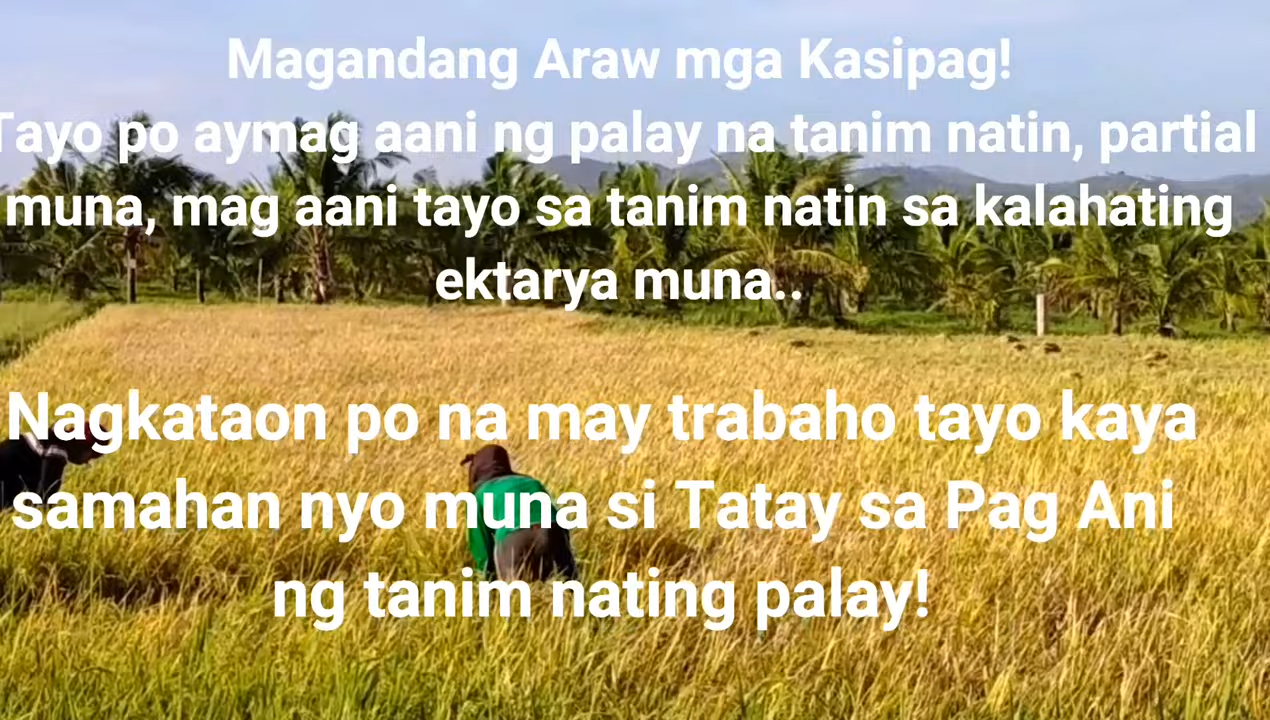 Magandang Araw mga Kasipag!
Tayo po aymag aani ng palay na tanim natin, partial
muna, mag aani tayo sa tanim natin sa kalahating
ektarya muna..
Nagkataon po na may trabaho tayo kaya
samahan nyo muna si Tatay sa Pag Ani
ng tanim nating palay!